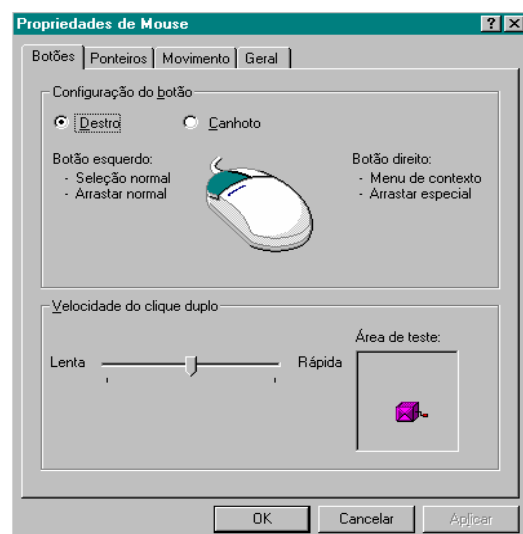 Propriedades de Mouse
Botões Ponteiros Movimento Geral
Configuração do botão
Destro Canhoto
Botão esquerdo:
- Seleção normal
- Arrastar normal
Botão direito:
- Menu de contexto
- Arrastar especial
Velocidade do clique duplo
Área de teste:
Lenta Rápida
OK Cancelar Aplicar